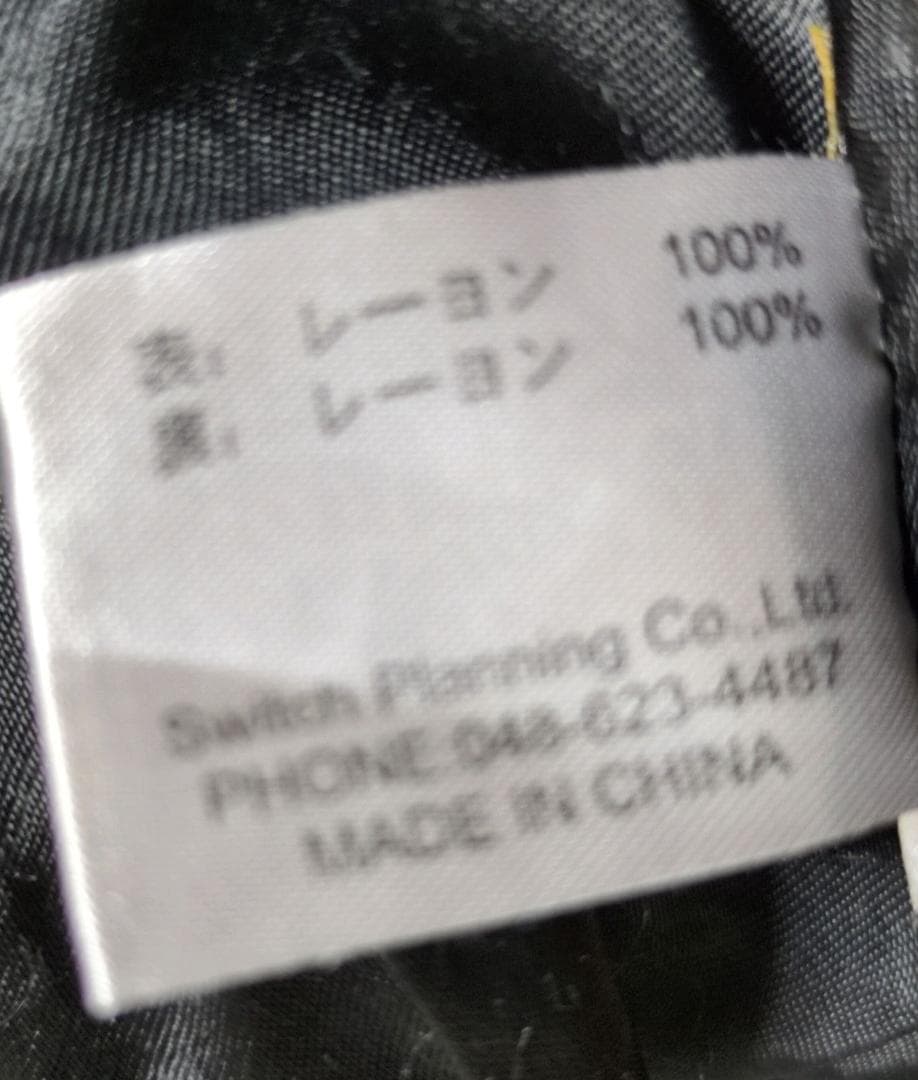 表: レーヨン 100%
裏: レーヨン 100%
Switch Planning Co.,Ltd.
PHONE 048-623-4487
MADE IN CHINA